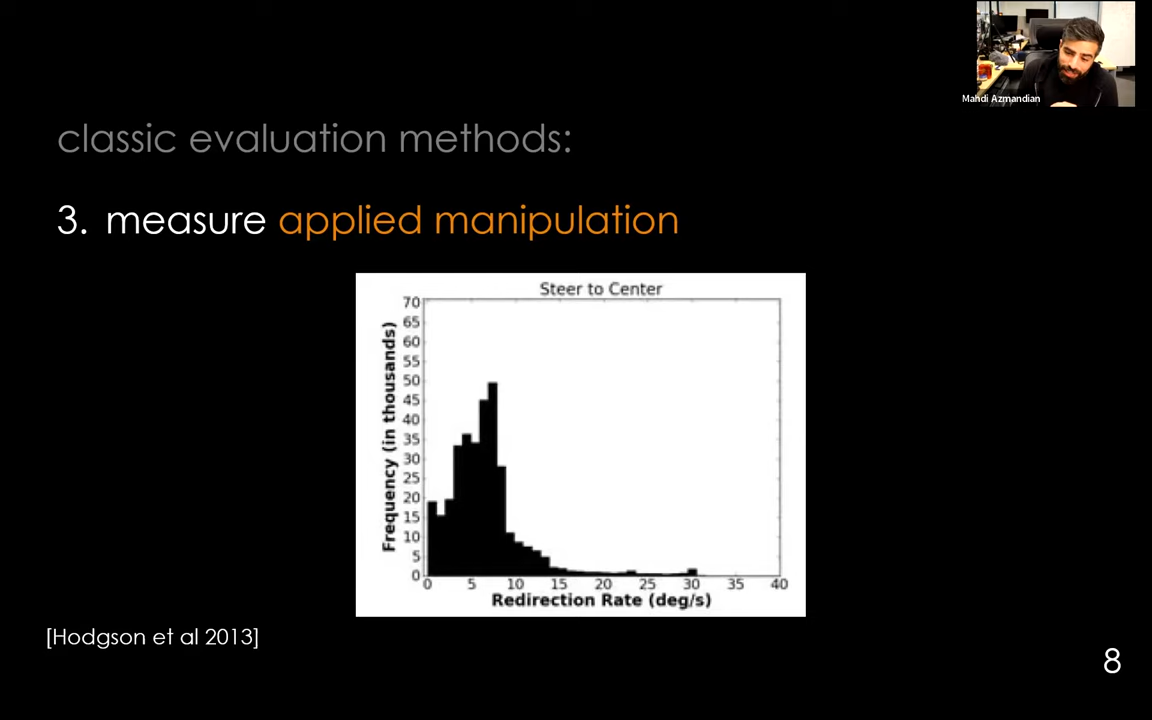 Mahdi Azmandian
classic evaluation methods:
3. measure applied manipulation
Steer to Center
70
65
60
55
50
45
40
35
30
25
20
15
10
5
0
Frequency (in thousands)
0 5 10 15 20 25 30 35 40
Redirection Rate (deg/s)
[Hodgson et al 2013]
8